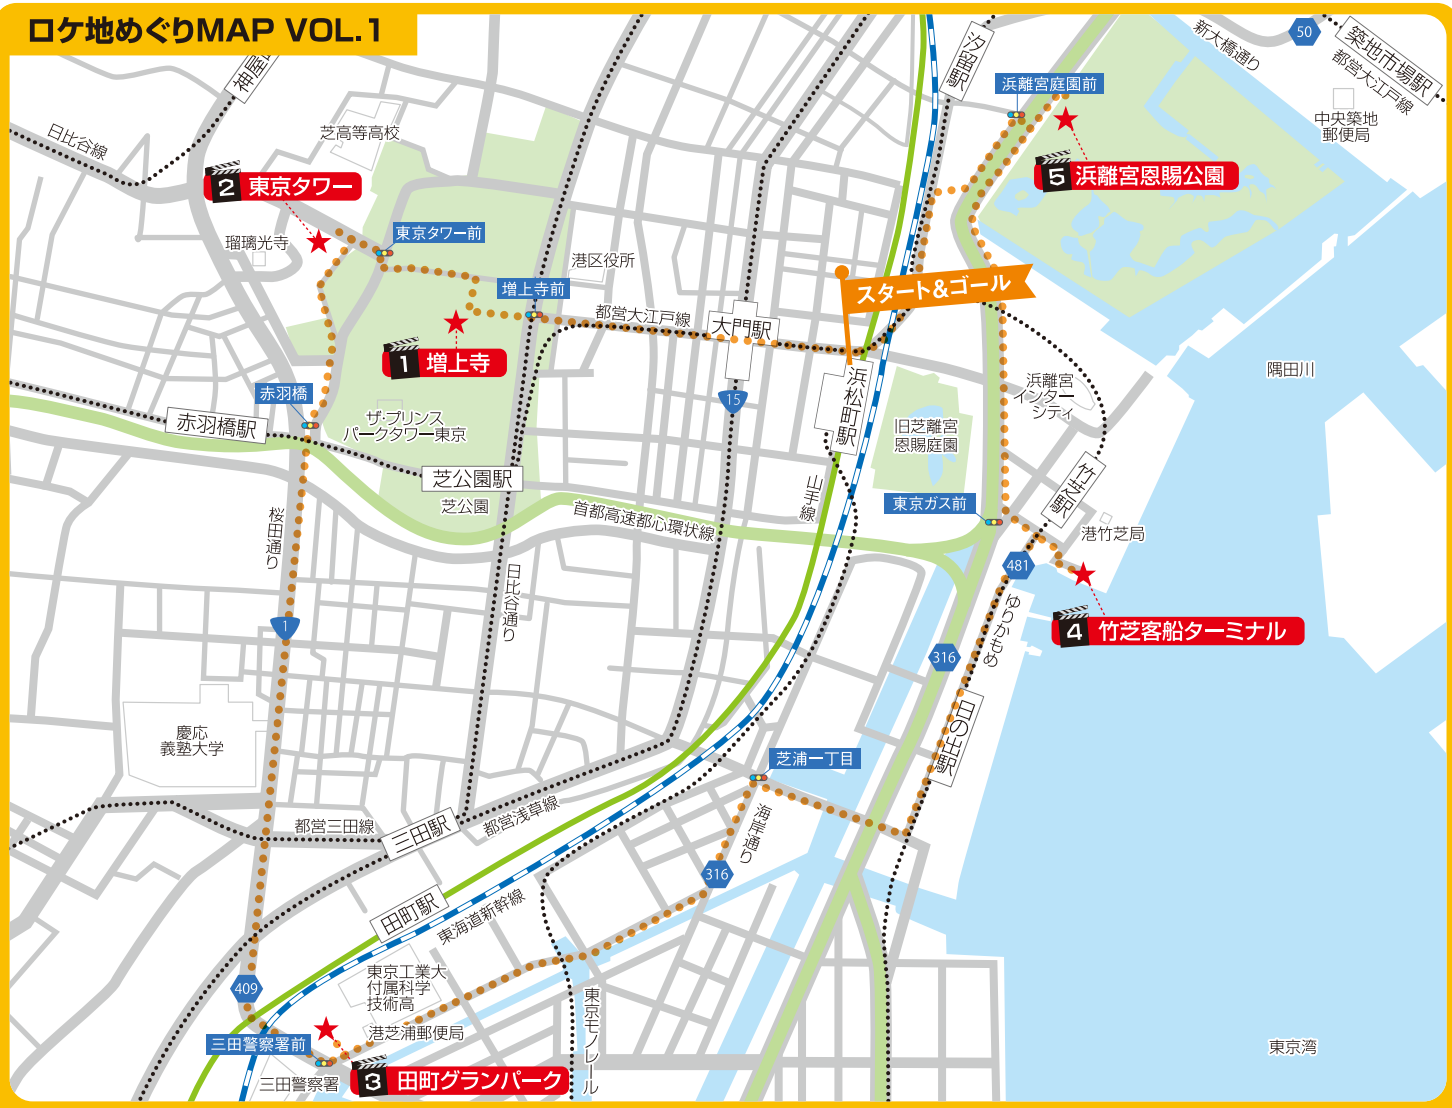 ロケ地めぐりMAP VOL.1
汐留駅
新大橋通り
50
築地市場駅
都営大江戸線
中央築地
郵便局
日比谷線
芝高等高校
浜離宮庭園前
2 東京タワー
5 浜離宮恩賜公園
瑠璃光寺
東京タワー前
港区役所
増上寺前
スタート&ゴール
都営大江戸線
大門駅
1 増上寺
赤羽橋
赤羽橋駅
ザ・プリンス
パークタワー東京
15
浜松町駅
旧芝離宮
恩賜庭園
浜離宮
インター
シティ
隅田川
芝公園駅
芝公園
竹芝駅
山手線
東京ガス前
首都高速都心環状線
港竹芝局
桜田通り
日比谷通り
481
ゆりかもめ
4 竹芝客船ターミナル
1
316
慶応
義塾大学
日の出駅
芝浦一丁目
都営三田線
三田駅
都営浅草線
海岸通り
316
田町駅
東海道新幹線
東京工業大
付属科学
技術高
409
東京モノレール
港芝浦郵便局
三田警察署前
三田警察署
3 田町グランパーク
東京湾